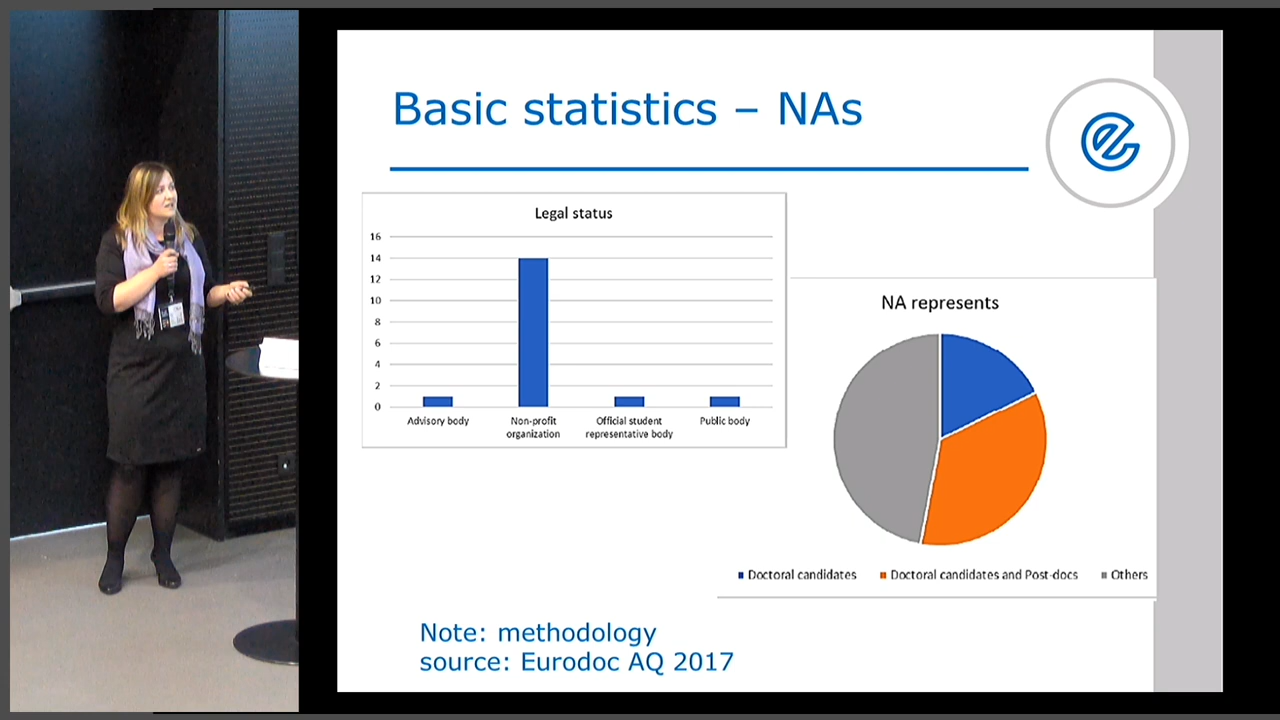 Basic statistics – NAs
Legal status
16
14
12
10
8
6
4
2
0
Advisory body
Non-profit
organization
Official student
representative body
Public body
NA represents
Doctoral candidates
Doctoral candidates and Post-docs
Others
Note: methodology
source: Eurodoc AQ 2017